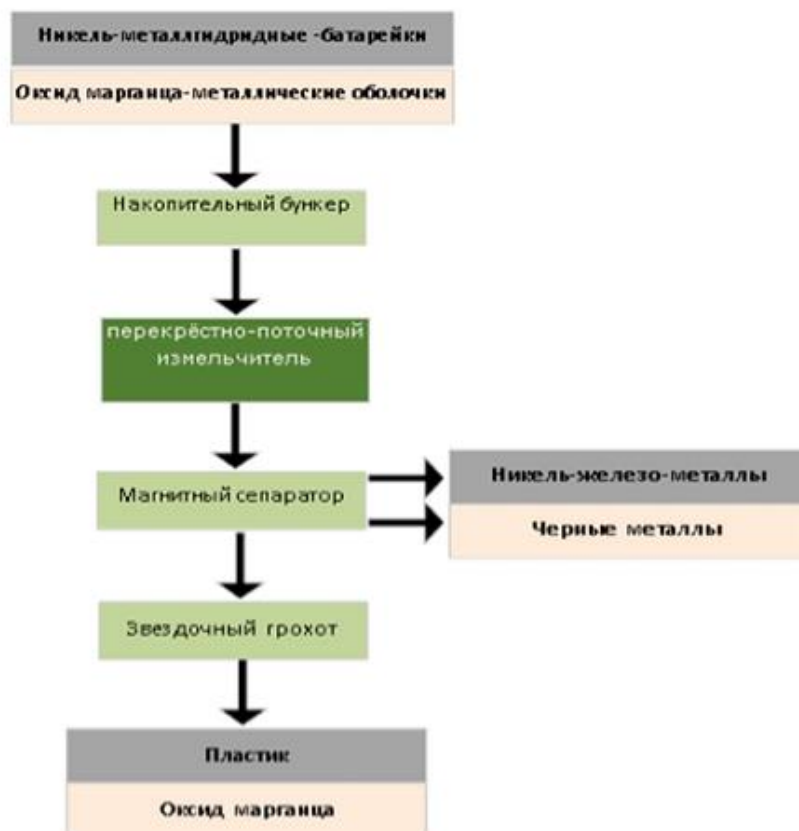 Никель-металлгидридные -батарейки
Оксид марганца-металлические оболочки
Накопительный бункер
перекрёстно-поточный
измельчитель
Магнитный сепаратор
Никель-железо-металлы
Черные металлы
Звездочный грохот
Пластик
Оксид марганца